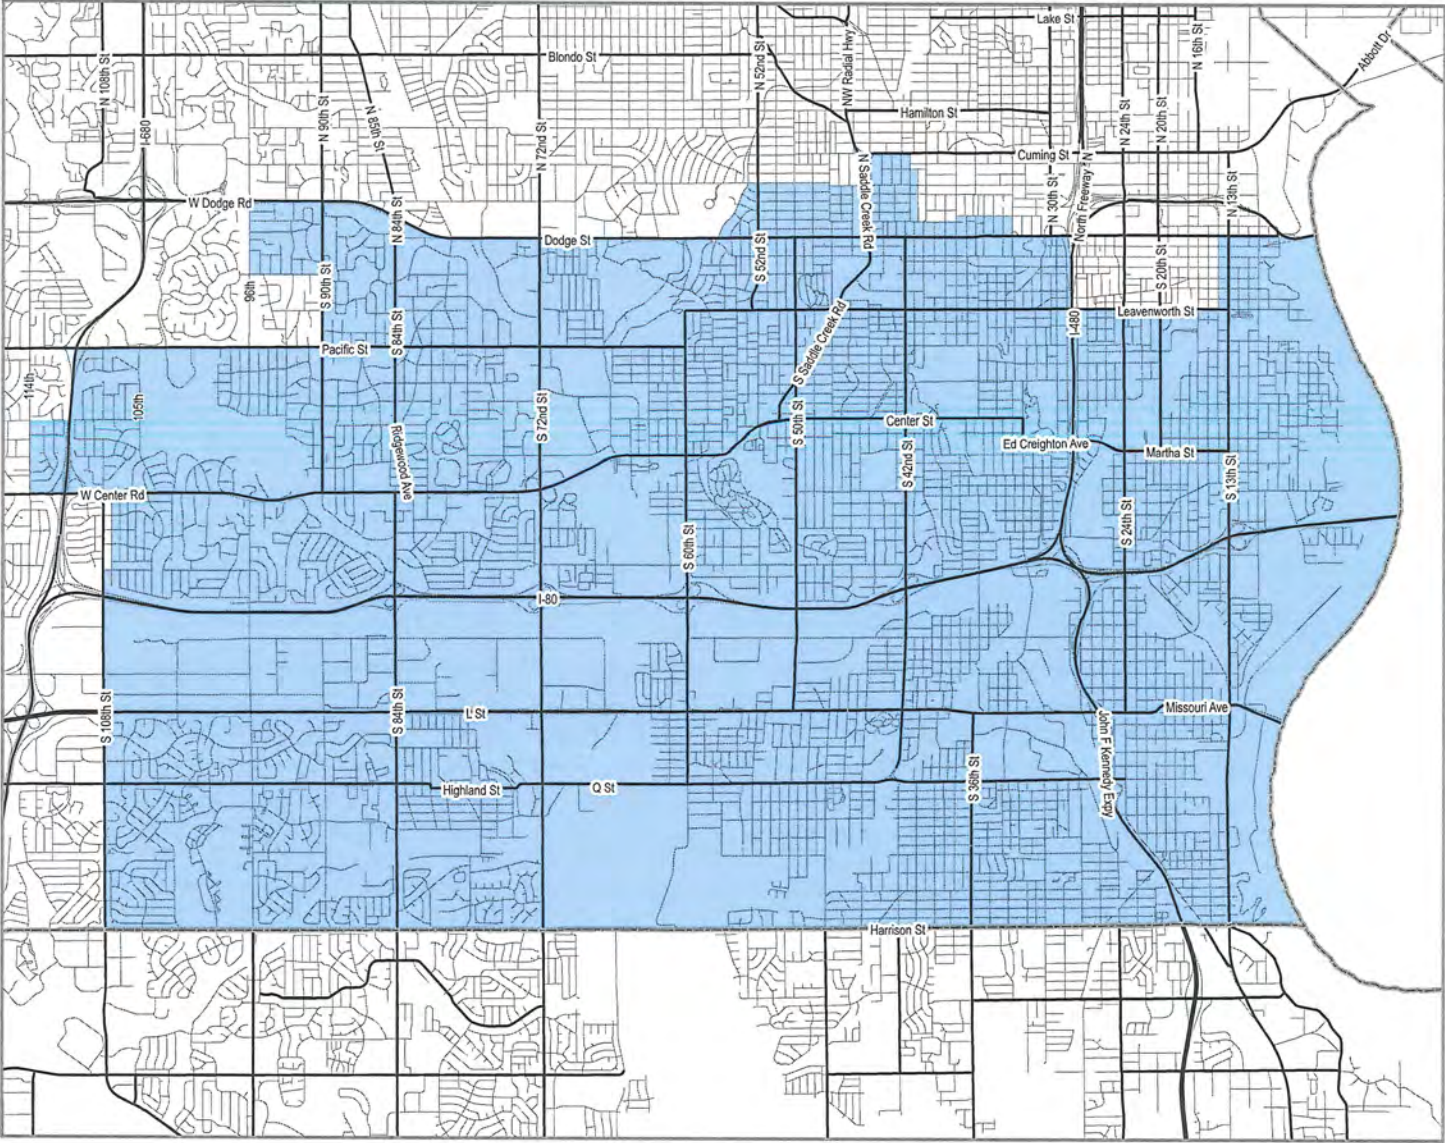 Lake St
N 108th St
Blondo St
N 52nd St
NW Radial Hwy
N 16th St
Abbott Dr
I-680
N 90th St
N 85th St
N 72nd St
Hamilton St
N 24th St
N 20th St
Cuming St
N 30th St
North Freeway N
N 13th St
W Dodge Rd
N 84th St
N Saddle Creek Rd
Dodge St
S 52nd St
S 20th St
96th
S 90th St
I-480
Leavenworth St
S 84th St
Pacific St
S Saddle Creek Rd
114th
105th
S 72nd St
S 50th St
Center St
Ridgewood Ave
S 42nd St
Ed Creighton Ave
Martha St
S 13th St
W Center Rd
S 60th St
S 24th St
I-80
S 108th St
S 84th St
L St
Missouri Ave
John F Kennedy Expy
S 36th St
Highland St
Q St
Harrison St